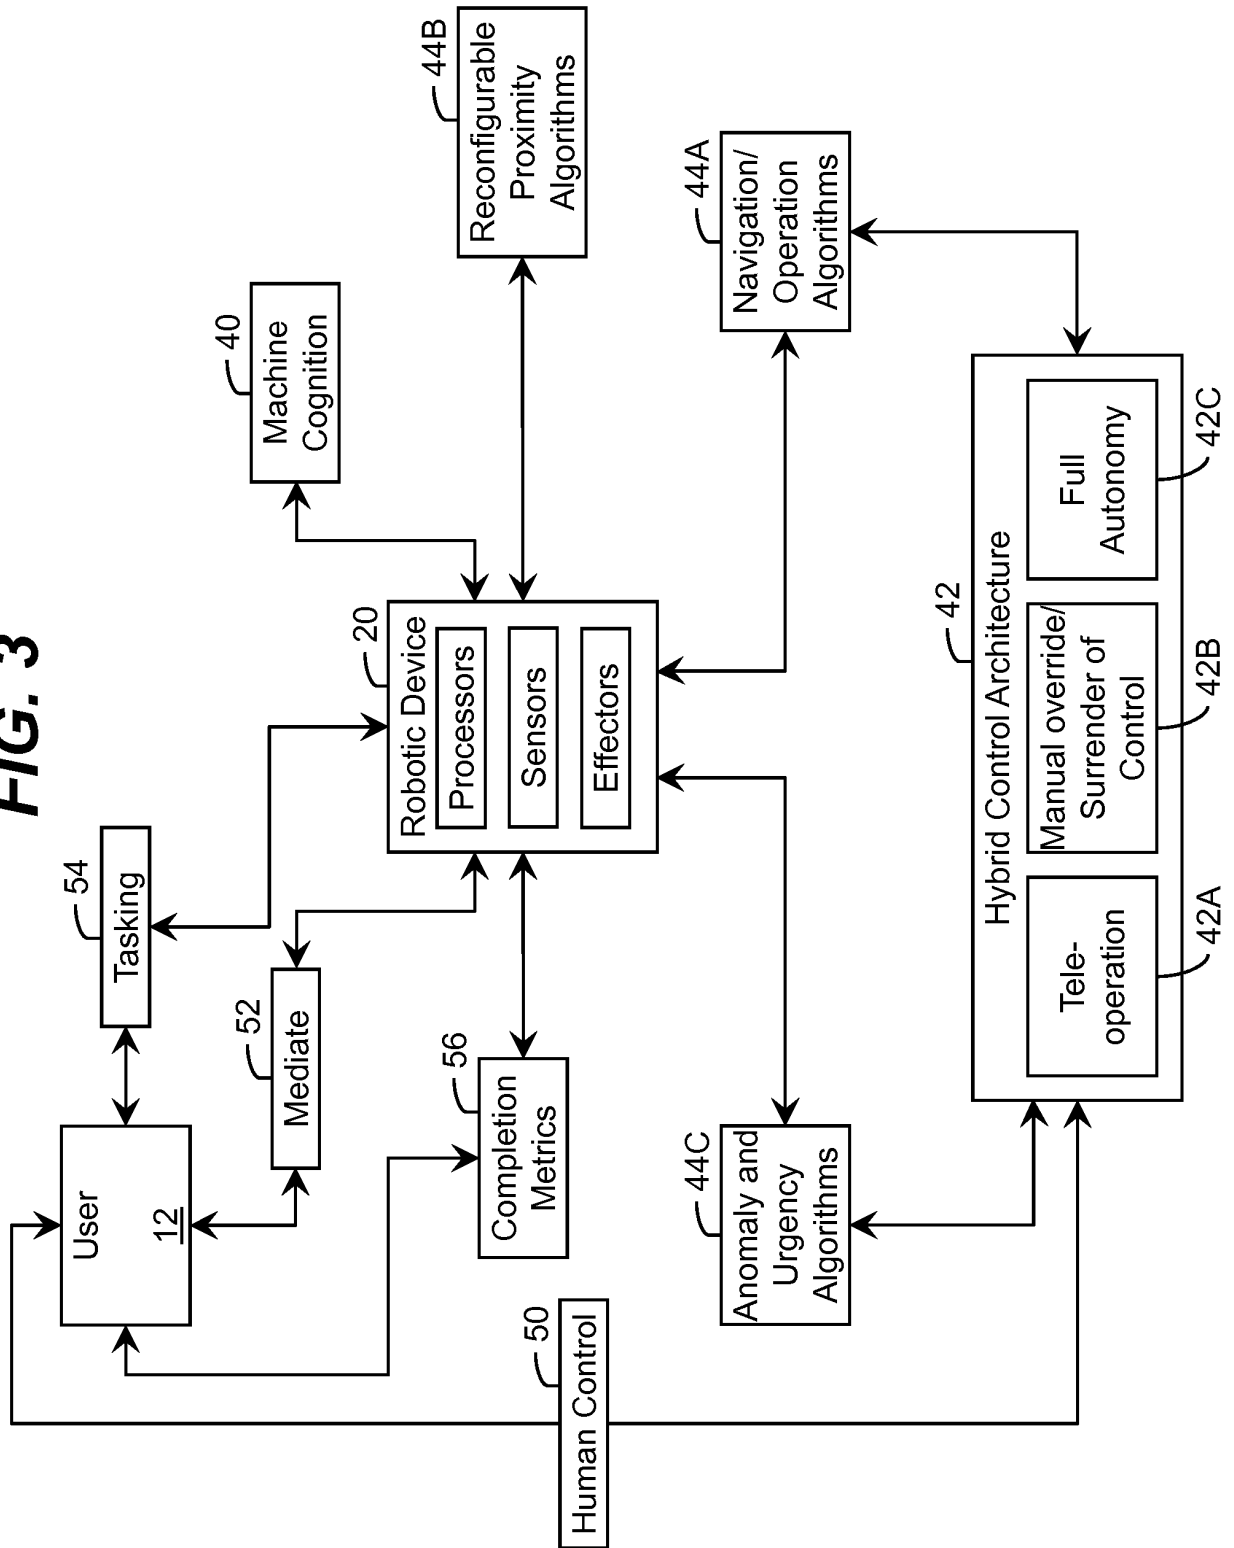 FIG. 3
User
12
54
Tasking
52
Mediate
40
Machine
Cognition
20
Robotic Device
Processors
Sensors
Effectors
56
Completion
Metrics
44B
Reconfigurable
Proximity
Algorithms
50
Human Control
44C
Anomaly and
Urgency
Algorithms
44A
Navigation/
Operation
Algorithms
42
Hybrid Control Architecture
Tele-
operation
42A
Manual override/
Surrender of
Control
42B
Full
Autonomy
42C